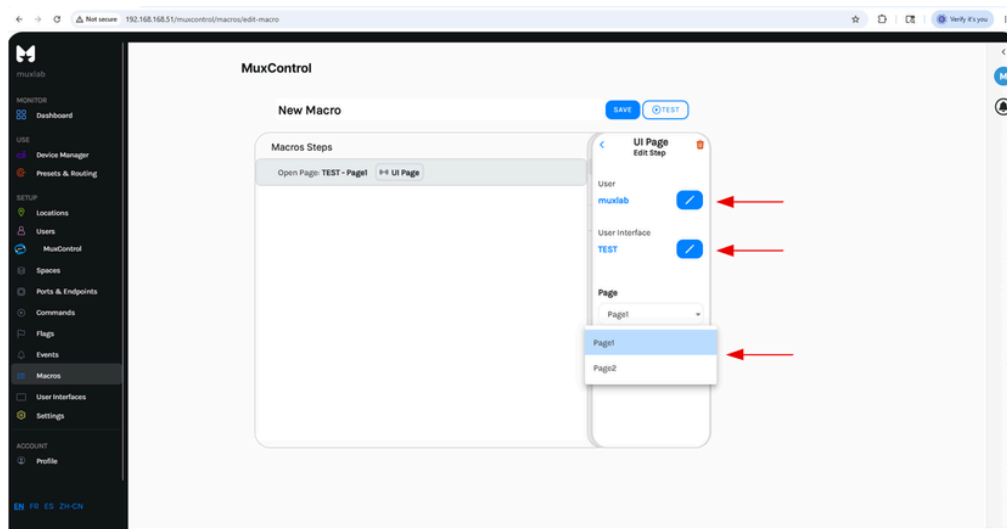 Not secure 192.168.168.51/muxcontrol/macros/edit-macro
Verify it's you
muxlab
MuxControl
M
MONITOR
Dashboard
New Macro
SAVE
TEST
USE
Device Manager
Presets & Routing
Macros Steps
UI Page
Edit Step
Open Page: TEST - Page1 UI Page
SETUP
Locations
Users
MuxControl
Spaces
Ports & Endpoints
Commands
Flags
Events
Macros
User Interfaces
Settings
User
muxlab
User Interface
TEST
Page
Page1
Page1
Page2
ACCOUNT
Profile
EN FR ES ZH-CN